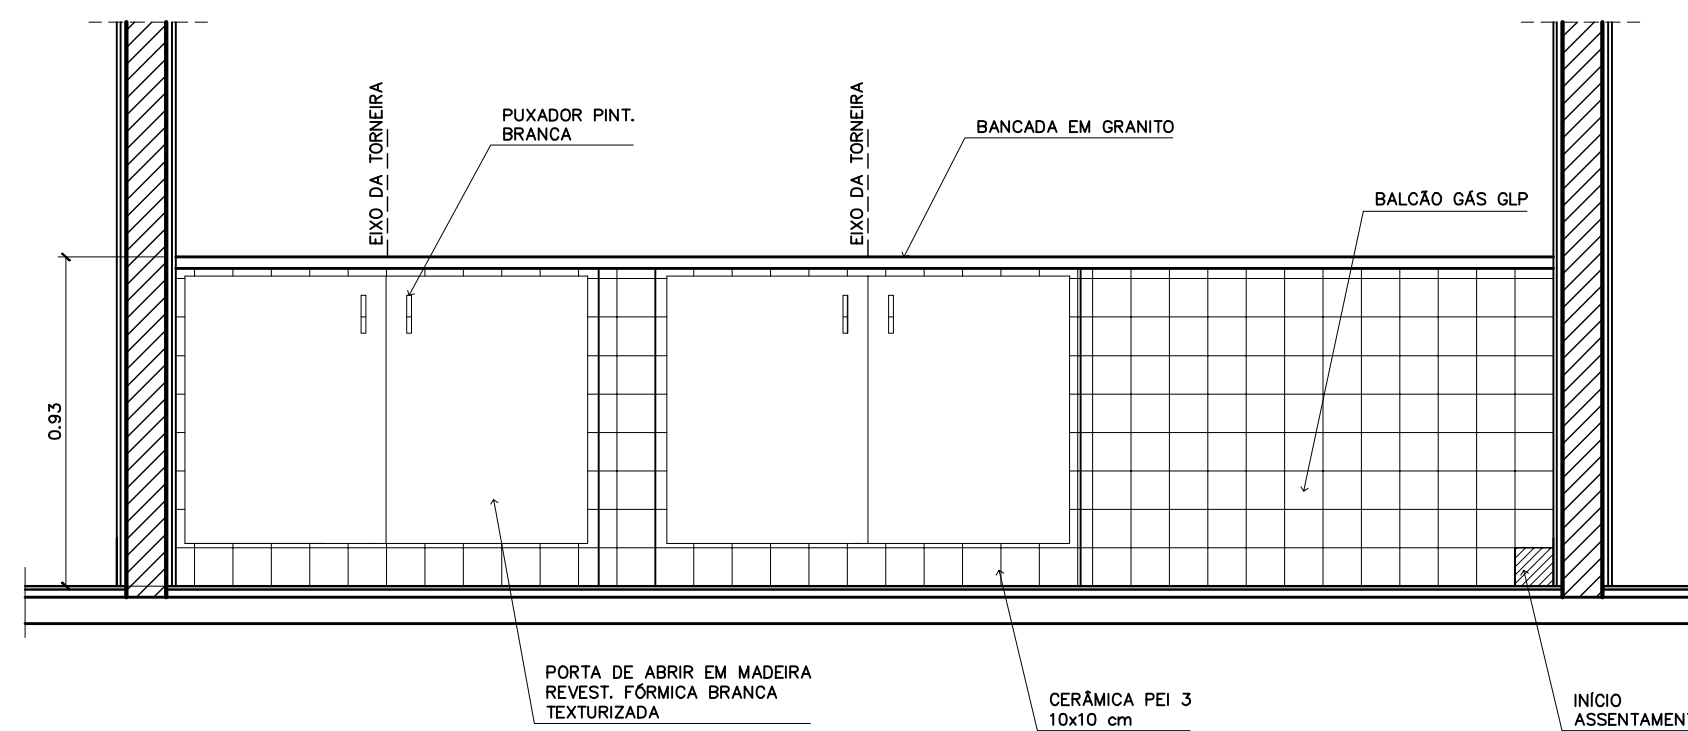 EIXO DA TORNEIRA
PUXADOR PINT.
BRANCA
EIXO DA TORNEIRA
BANCADA EM GRANITO
BALCÃO GÁS GLP
0.93
PORTA DE ABRIR EM MADEIRA
REVEST. FÓRMICA BRANCA
TEXTURIZADA
CERÂMICA PEI 3
10x10 cm
INÍCIO
ASSENTAMENT